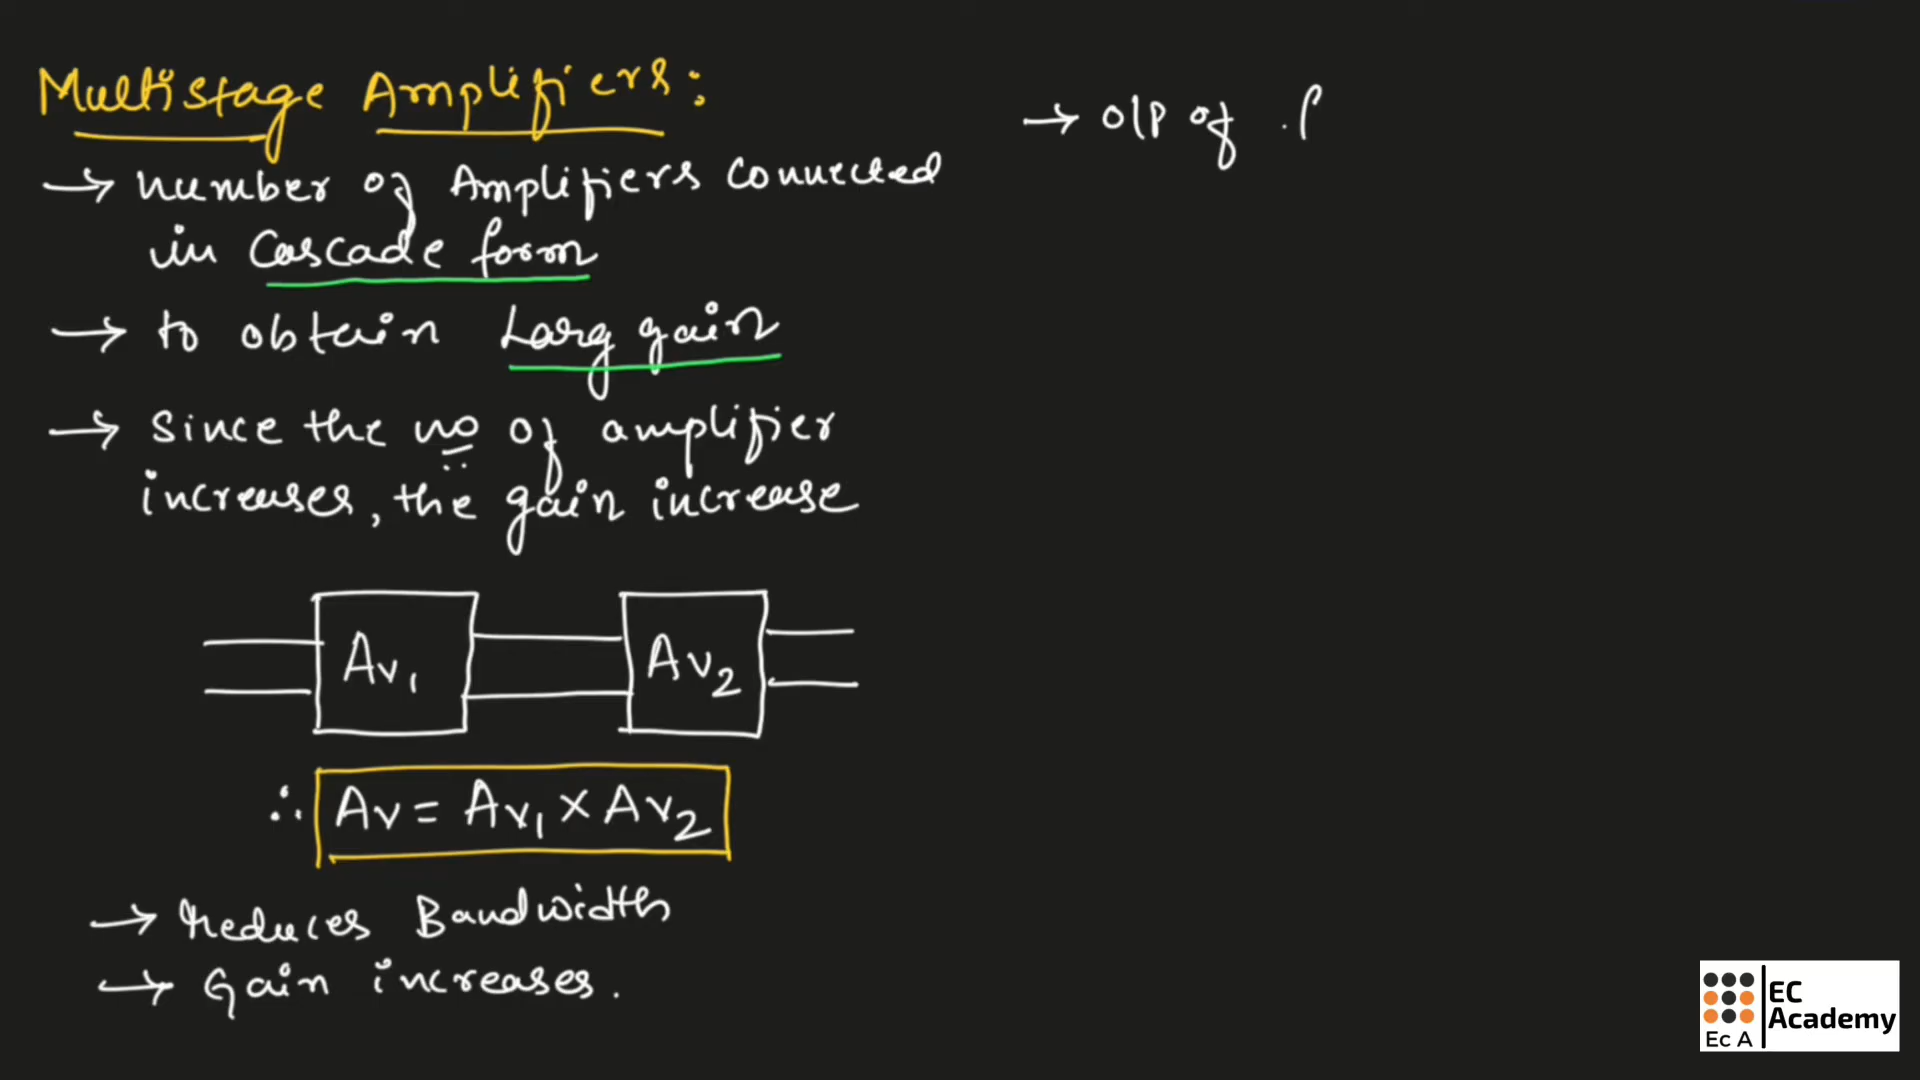 Multistage Amplifiers:
→ number of Amplifiers connected
in Cascade form
→ to obtain Larg gain
→ since the no of amplifier
increases, the gain increase
Av1 Av2
∴ Av = Av1 × Av2
→ reduces Bandwidth
→ Gain increases.
→ O/P of
EC
Academy
Ec A